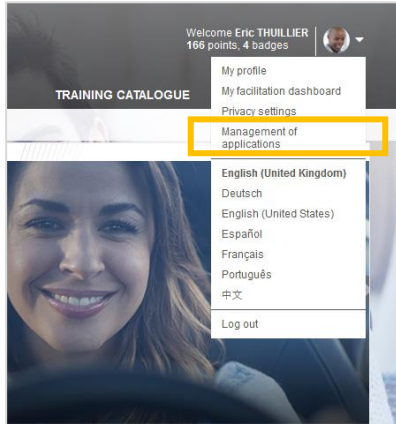 Welcome Eric THUILLIER
166 points, 4 badges
TRAINING CATALOGUE
My profile
My facilitation dashboard
Privacy settings
Management of
applications
English (United Kingdom)
Deutsch
English (United States)
Español
Français
Português
中文
Log out